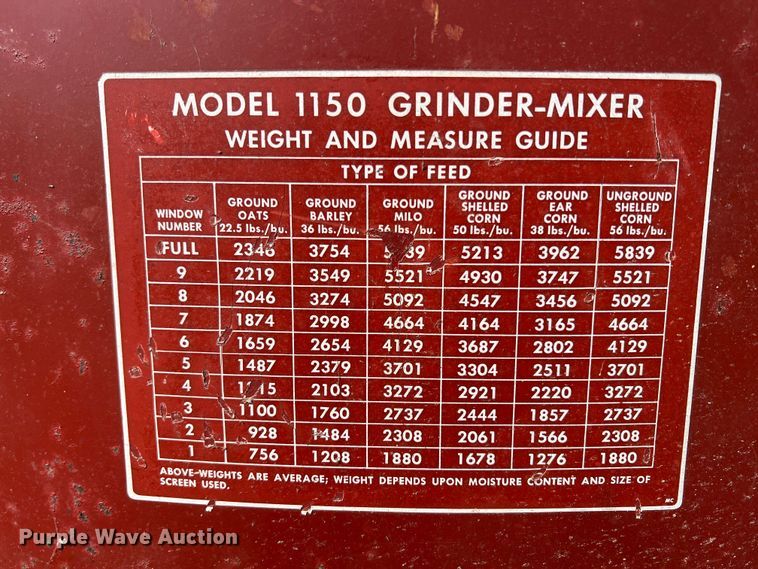 MODEL 1150 GRINDER-MIXER
WEIGHT AND MEASURE GUIDE
TYPE OF FEED
WINDOW NUMBER GROUND OATS 22.5 lbs./bu. GROUND BARLEY 36 lbs./bu. GROUND MILO 56 lbs./bu. GROUND SHELLED CORN 50 lbs./bu. GROUND EAR CORN 38 lbs./bu. UNGROUND SHELLED CORN 56 lbs./bu.
FULL 2346 3754 5839 5213 3962 5839
9 2219 3549 5521 4930 3747 5521
8 2046 3274 5092 4547 3456 5092
7 1874 2998 4664 4164 3165 4664
6 1659 2654 4129 3687 2802 4129
5 1487 2379 3701 3304 2511 3701
4 1315 2103 3272 2921 2220 3272
3 1100 1760 2737 2444 1857 2737
2 928 1484 2308 2061 1566 2308
1 756 1208 1880 1678 1276 1880
ABOVE-WEIGHTS ARE AVERAGE; WEIGHT DEPENDS UPON MOISTURE CONTENT AND SIZE OF
SCREEN USED.
MC
Purple Wave Auction